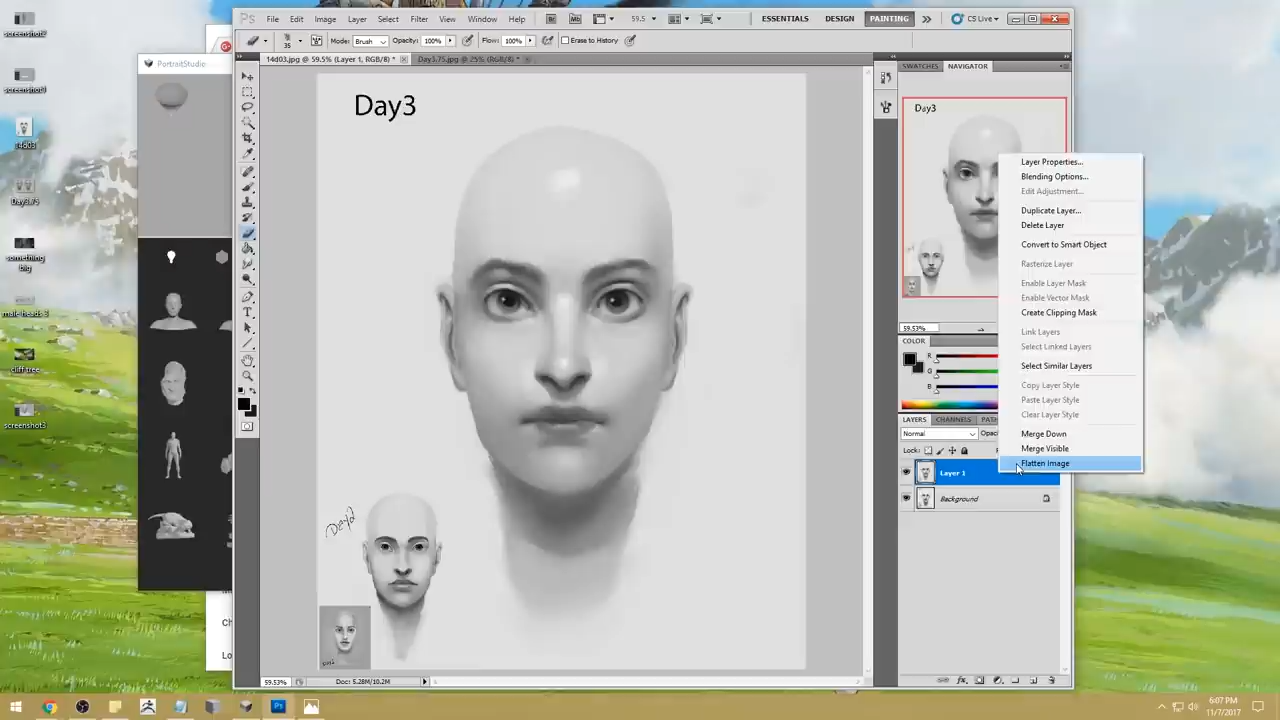 screenshot2
screenshot1
14d03
Day3.75
something
big
male heads 3
cliff tree
screenshot3
PortraitStudio
Ps
File Edit Image Layer Select Filter View Window Help
59.5
ESSENTIALS DESIGN PAINTING
CS Live
35
Mode: Brush Opacity: 100% Flow: 100% Erase to History
14d03.jpg @ 59.5% (Layer 1, RGB/8) * Day3.75.jpg @ 25% (RGB/8) *
Day3
Day2
59.53% Doc: 5.28M/10.2M
SWATCHES NAVIGATOR
Day3
59.53%
COLOR
R
G
B
LAYERS CHANNELS
Normal
Lock:
Layer 1
Background
Layer Properties...
Blending Options...
Edit Adjustment...
Duplicate Layer...
Delete Layer
Convert to Smart Object
Rasterize Layer
Enable Layer Mask
Enable Vector Mask
Create Clipping Mask
Link Layers
Select Linked Layers
Select Similar Layers
Copy Layer Style
Paste Layer Style
Clear Layer Style
Merge Down
Merge Visible
Flatten Image
Ps
6:07 PM
11/7/2017